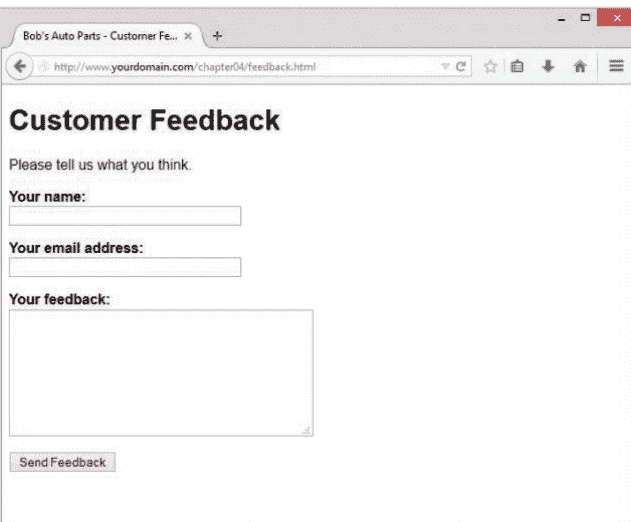 Bob's Auto Parts - Customer Fe...
http://www.yourdomain.com/chapter04/feedback.html
Customer Feedback
Please tell us what you think.
Your name:
Your email address:
Your feedback:
Send Feedback